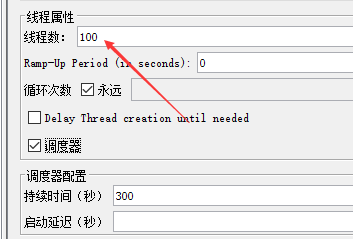 线程属性
线程数： 100
Ramp-Up Period (in seconds): 0
循环次数 永远
Delay Thread creation until needed
调度器
调度器配置
持续时间（秒） 300
启动延迟（秒）